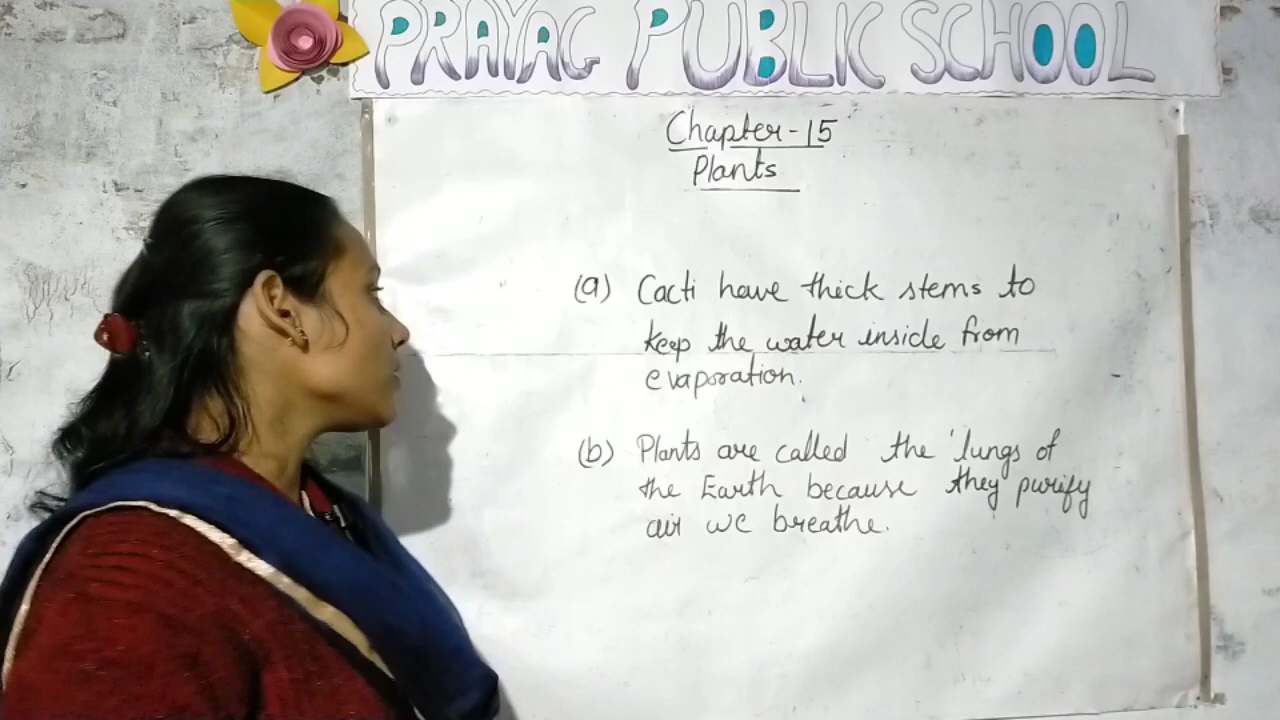 PRAYAG PUBLIC SCHOOL
Chapter-15
Plants
(a) Cacti have thick stems to
keep the water inside from
evaporation.
(b) Plants are called the 'lungs of
the Earth because they purify
air we breathe.